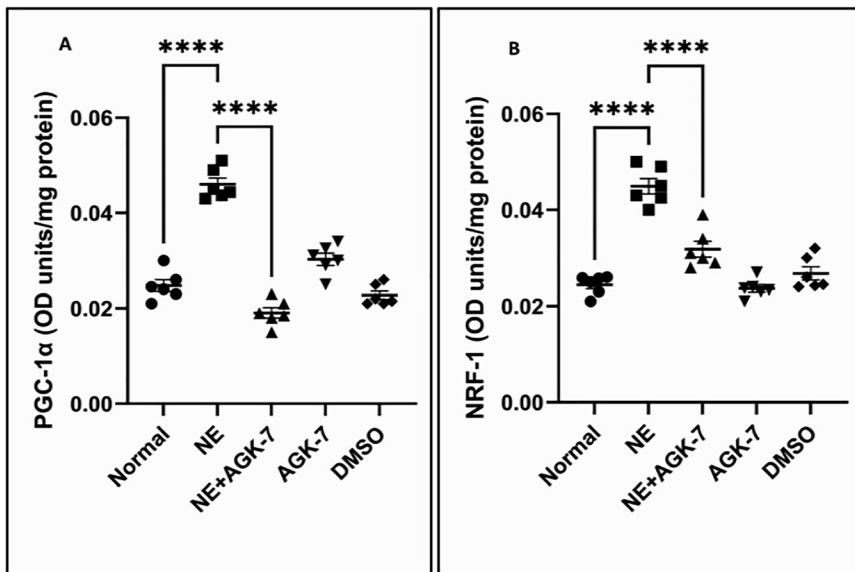 A
****
****
PGC-1α (OD units/mg protein)
0.06
0.04
0.02
0.00
Normal
NE
NE+AGK-7
AGK-7
DMSO
B
****
****
NRF-1 (OD units/mg protein)
0.06
0.04
0.02
0.00
Normal
NE
NE+AGK-7
AGK-7
DMSO